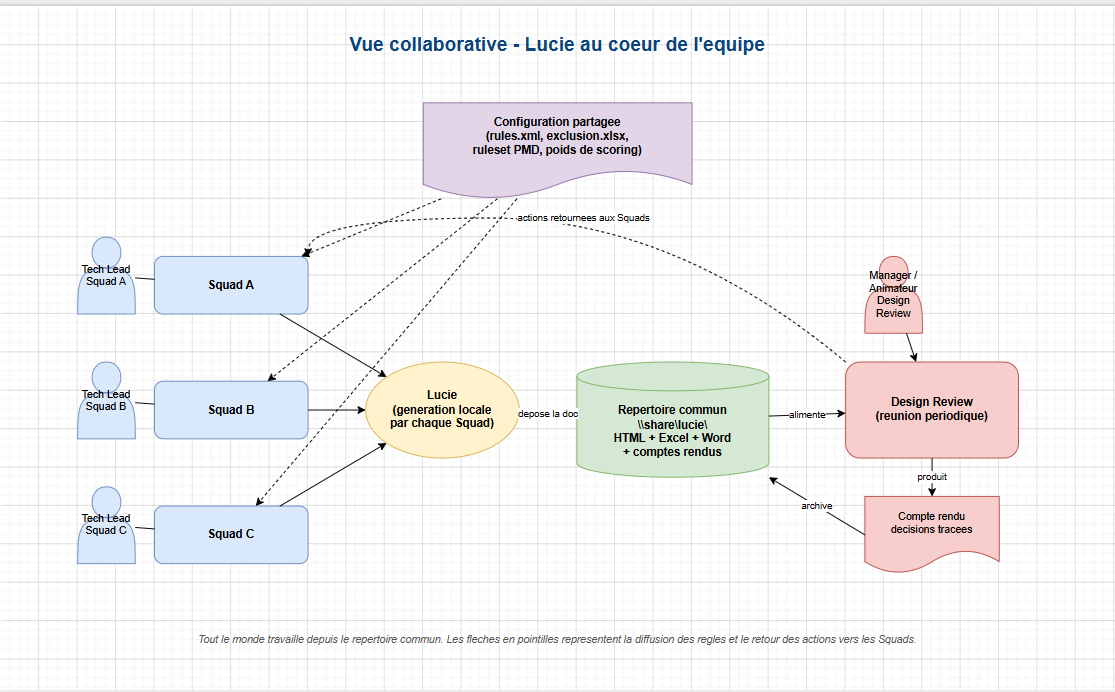 Vue collaborative - Lucie au coeur de l'equipe
Configuration partagee
(rules.xml, exclusion.xlsx,
ruleset PMD, poids de scoring)
actions retournees aux Squads
Tech Lead
Squad A
Squad A
Manager /
Animateur
Design
Review
Tech Lead
Squad B
Squad B
Lucie
(generation locale
par chaque Squad)
depose la doc
Repertoire commun
\\share\lucie\
HTML + Excel + Word
+ comptes rendus
alimente
Design Review
(reunion periodique)
produit
archive
Compte rendu
decisions tracees
Tech Lead
Squad C
Squad C
Tout le monde travaille depuis le repertoire commun. Les fleches en pointilles representent la diffusion des regles et le retour des actions vers les Squads.